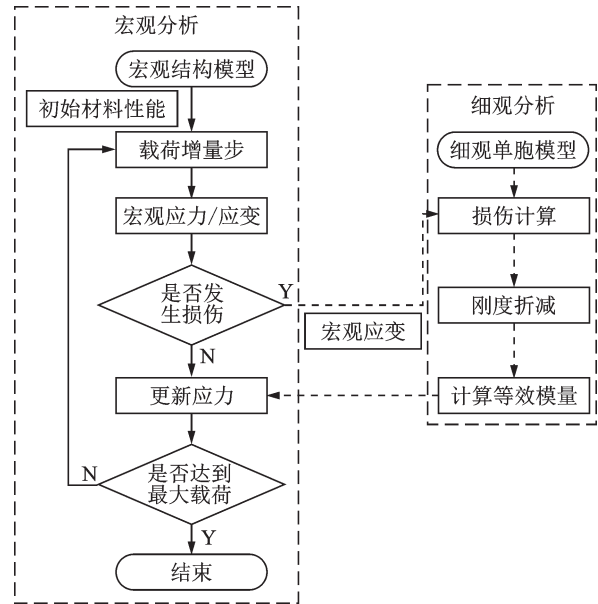 宏观分析
宏观结构模型
初始材料性能
载荷增量步
宏观应力/应变
是否发
生损伤
Y
N
宏观应变
更新应力
是否达到
最大载荷
N
Y
结束
细观分析
细观单胞模型
损伤计算
刚度折减
计算等效模量